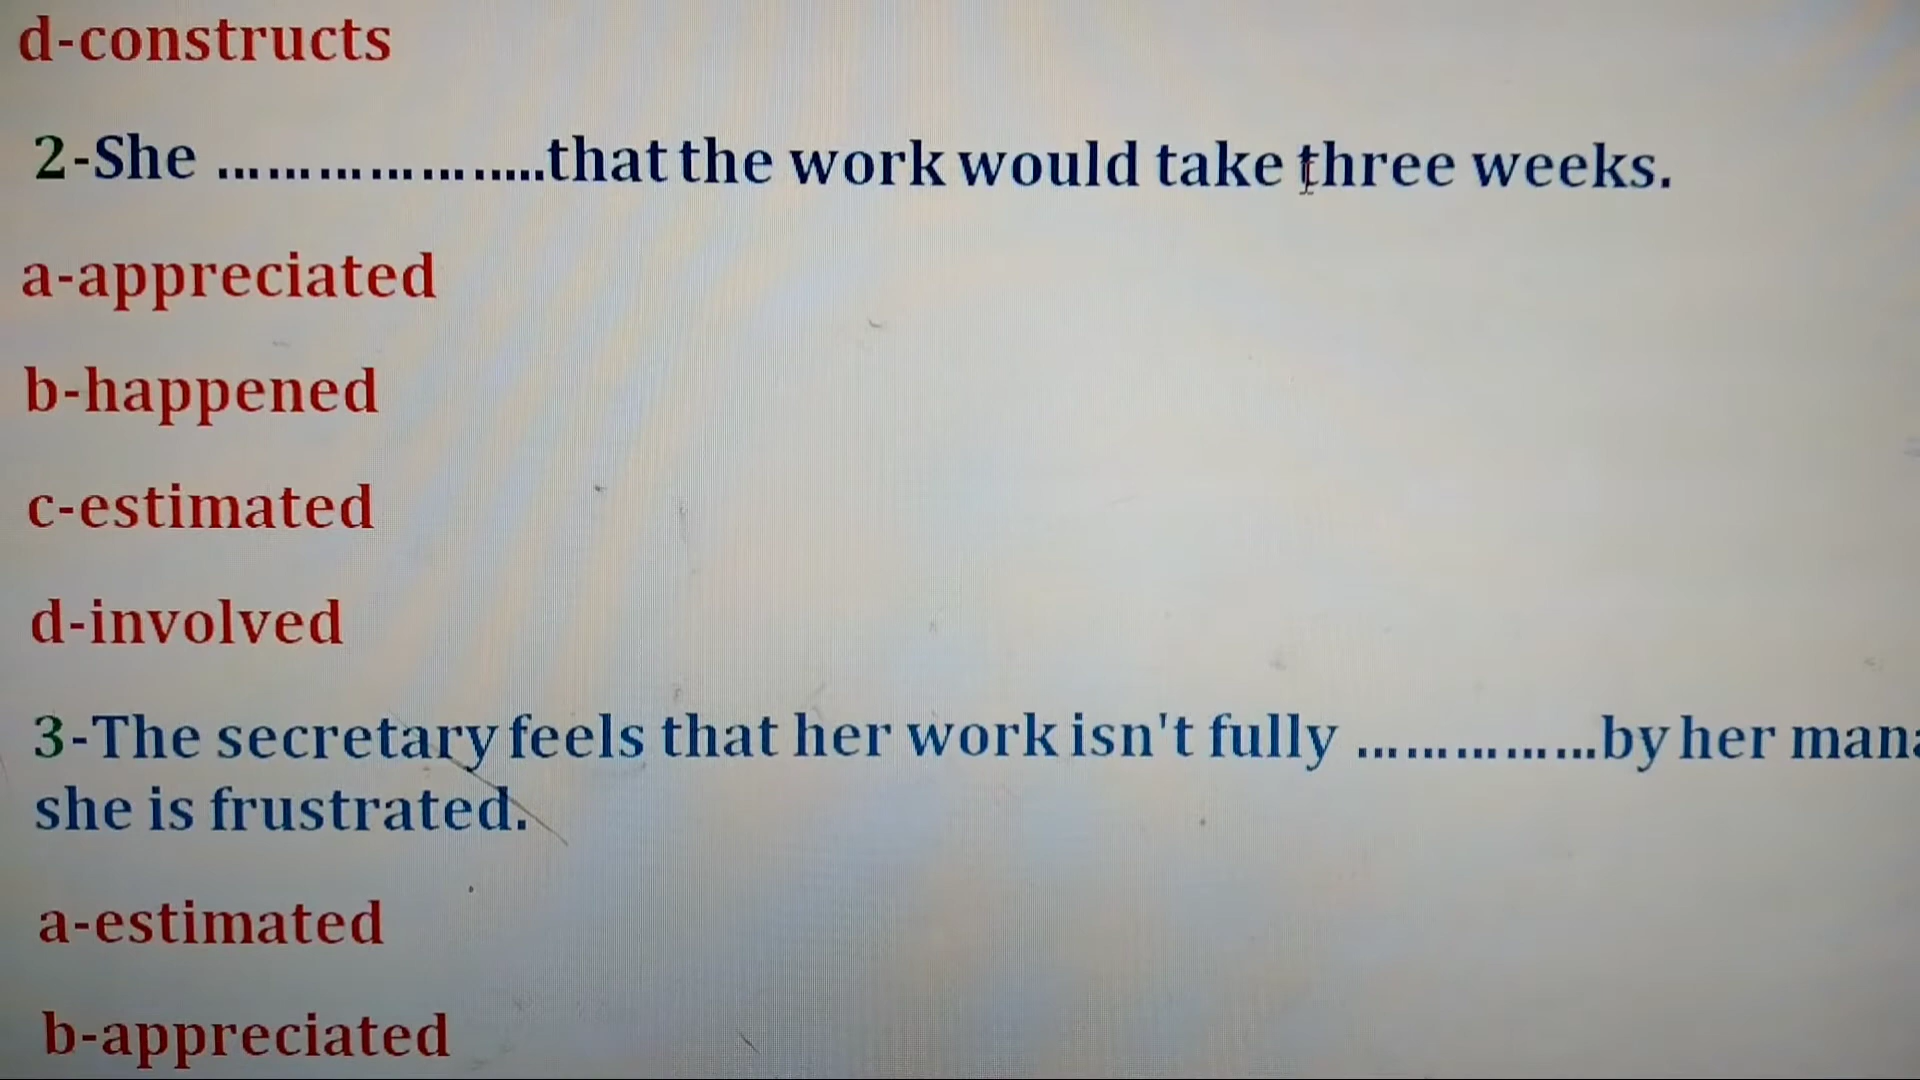 d-constructs
2-She ........................that the work would take three weeks.
a-appreciated
b-happened
c-estimated
d-involved
3-The secretary feels that her work isn't fully .................by her
she is frustrated.
a-estimated
b-appreciated